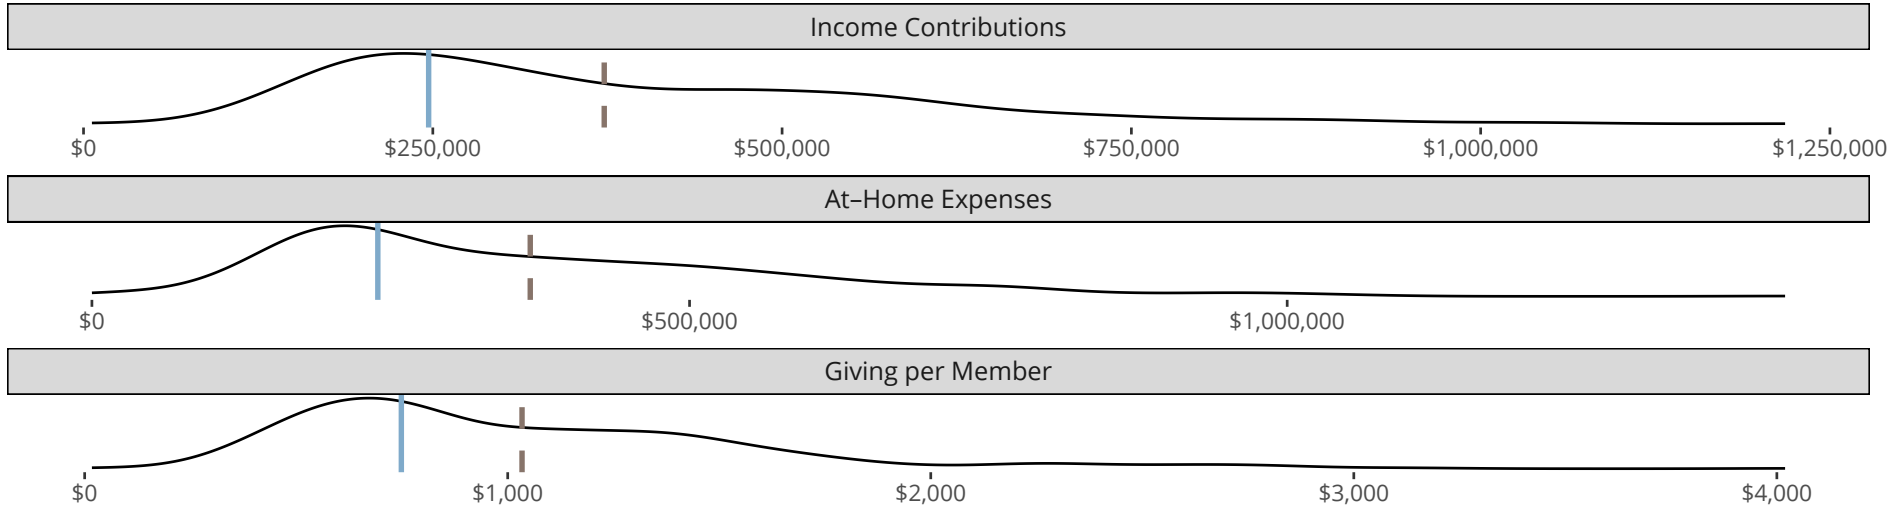 Income Contributions
$0 $250,000 $500,000 $750,000 $1,000,000 $1,250,000
At–Home Expenses
$0 $500,000 $1,000,000
Giving per Member
$0 $1,000 $2,000 $3,000 $4,000